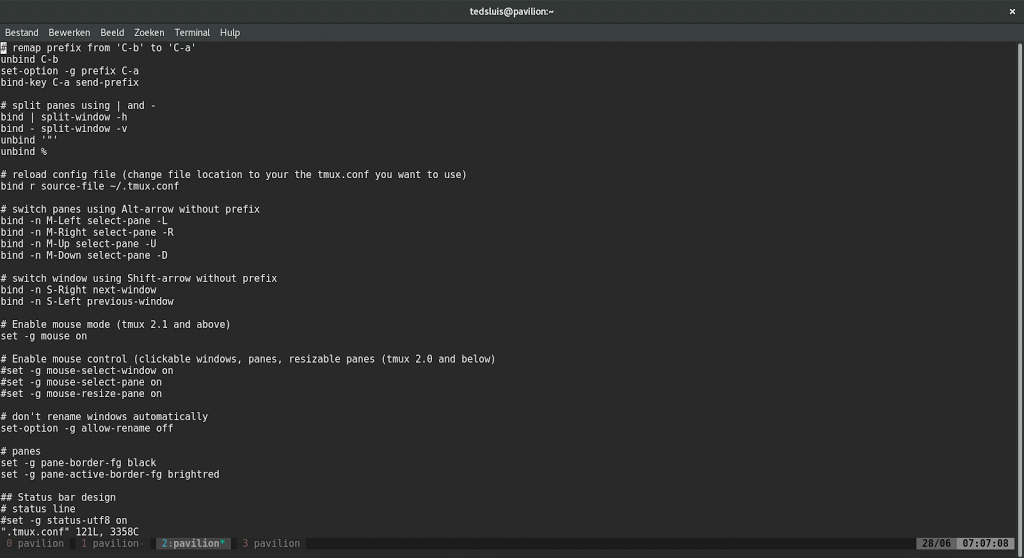 tedsluis@pavilion:~
×
Bestand Bewerken Beeld Zoeken Terminal Hulp
# remap prefix from 'C-b' to 'C-a'
unbind C-b
set-option -g prefix C-a
bind-key C-a send-prefix
# split panes using | and -
bind | split-window -h
bind - split-window -v
unbind '"'
unbind %
# reload config file (change file location to your the tmux.conf you want to use)
bind r source-file ~/.tmux.conf
# switch panes using Alt-arrow without prefix
bind -n M-Left select-pane -L
bind -n M-Right select-pane -R
bind -n M-Up select-pane -U
bind -n M-Down select-pane -D
# switch window using Shift-arrow without prefix
bind -n S-Right next-window
bind -n S-Left previous-window
# Enable mouse mode (tmux 2.1 and above)
set -g mouse on
# Enable mouse control (clickable windows, panes, resizable panes (tmux 2.0 and below)
#set -g mouse-select-window on
#set -g mouse-select-pane on
#set -g mouse-resize-pane on
# don't rename windows automatically
set-option -g allow-rename off
# panes
set -g pane-border-fg black
set -g pane-active-border-fg brightred
## Status bar design
# status line
#set -g status-utf8 on
".tmux.conf" 121L, 3358C
0 pavilion 1 pavilion- 2:pavilion* 3 pavilion 28/06 07:07:08